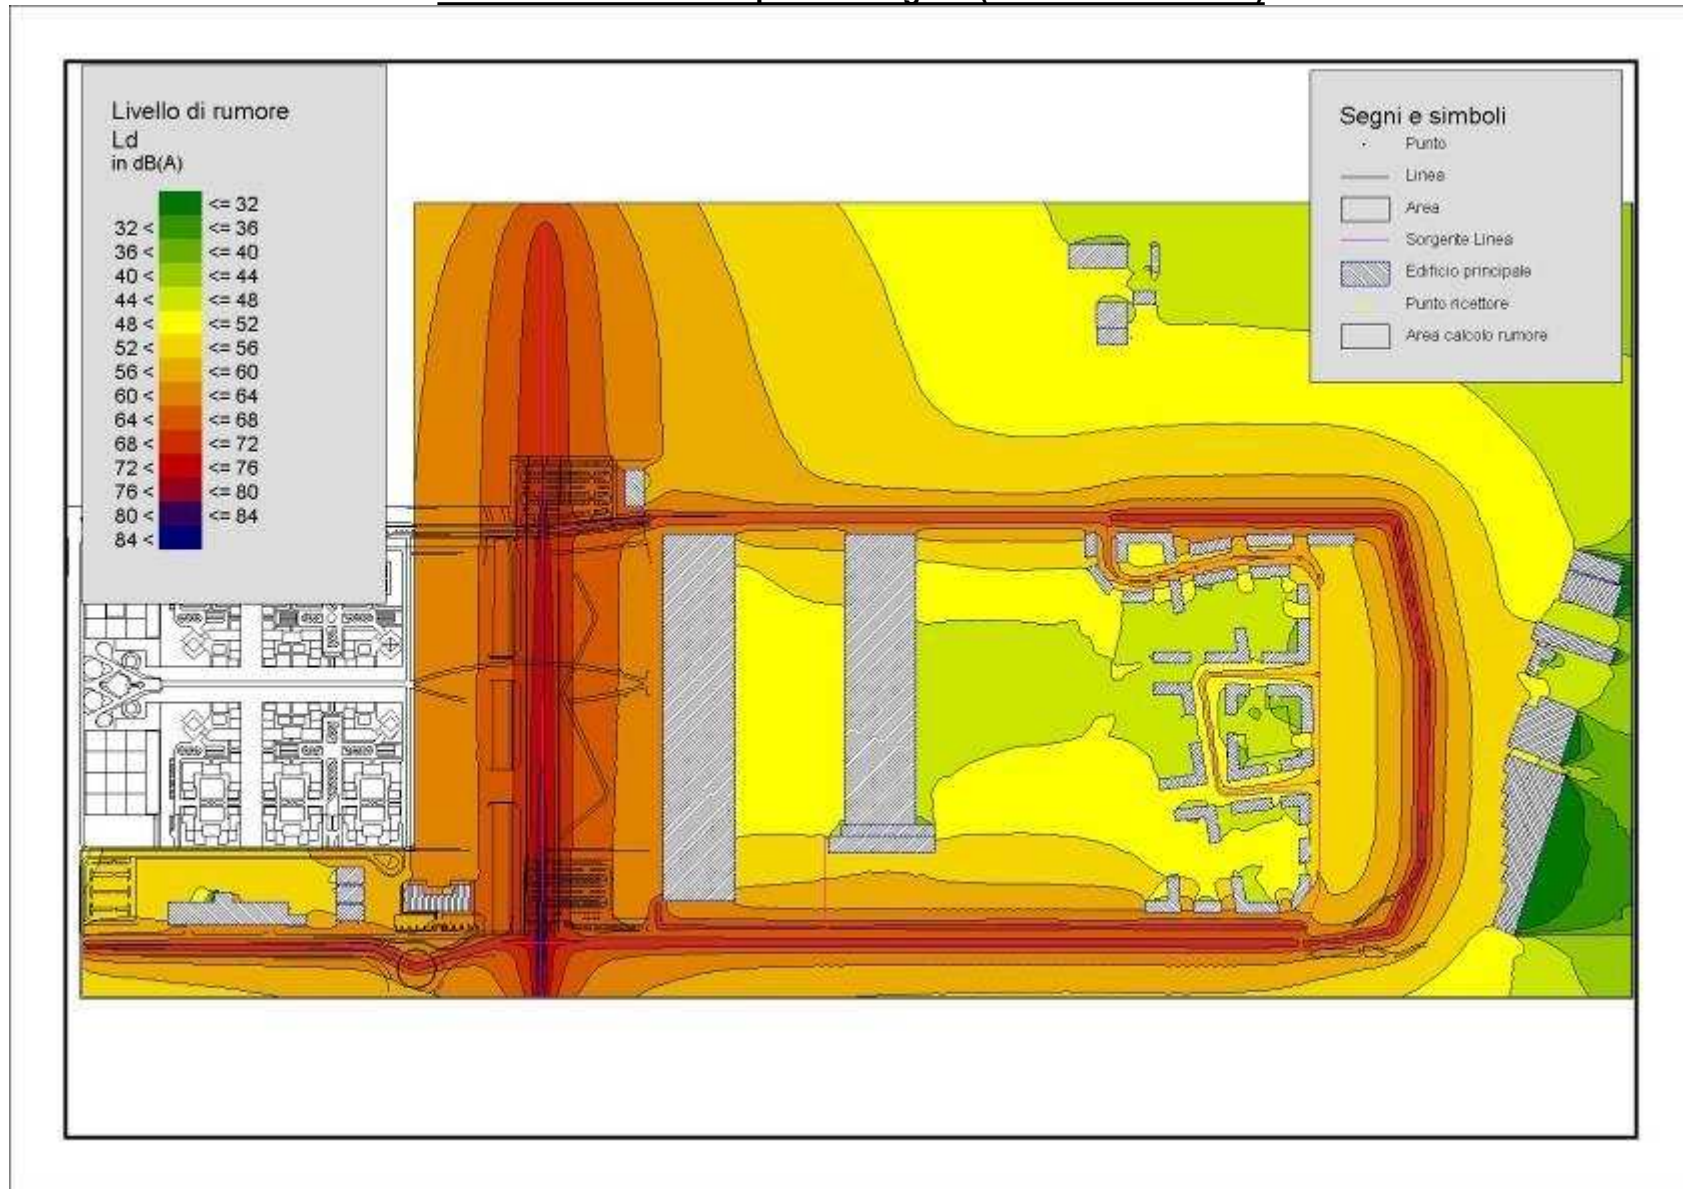 Livello di rumore
Ld
in dB(A)
<= 32
32 < <= 36
36 < <= 40
40 < <= 44
44 < <= 48
48 < <= 52
52 < <= 56
56 < <= 60
60 < <= 64
64 < <= 68
68 < <= 72
72 < <= 76
76 < <= 80
80 < <= 84
84 <
Segni e simboli
Punto
Linea
Area
Sorgente Linea
Edificio principale
Punto ricettore
Area calcolo rumore